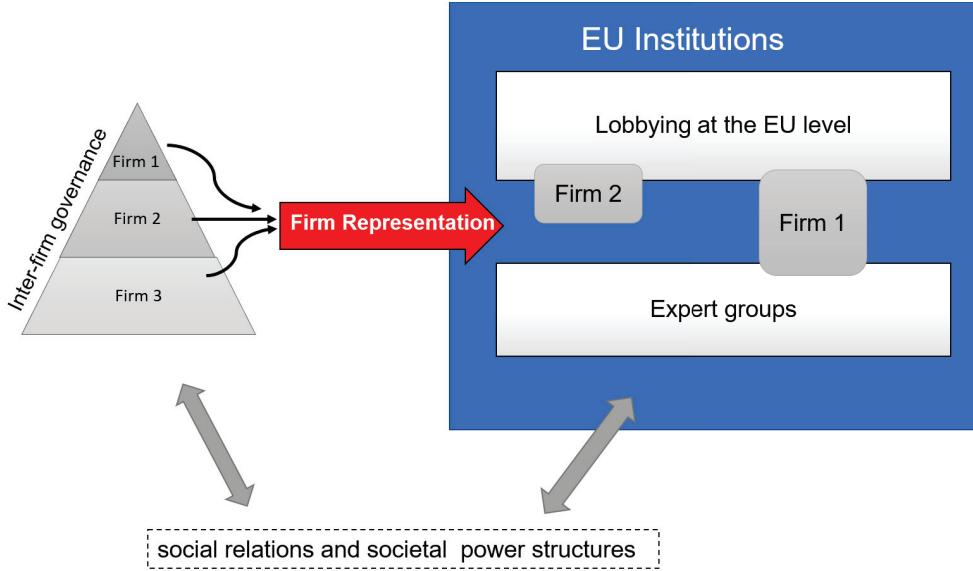 Inter-firm governance
Firm 1
Firm 2
Firm 3
Firm Representation
EU Institutions
Lobbying at the EU level
Firm 2
Firm 1
Expert groups
social relations and societal power structures